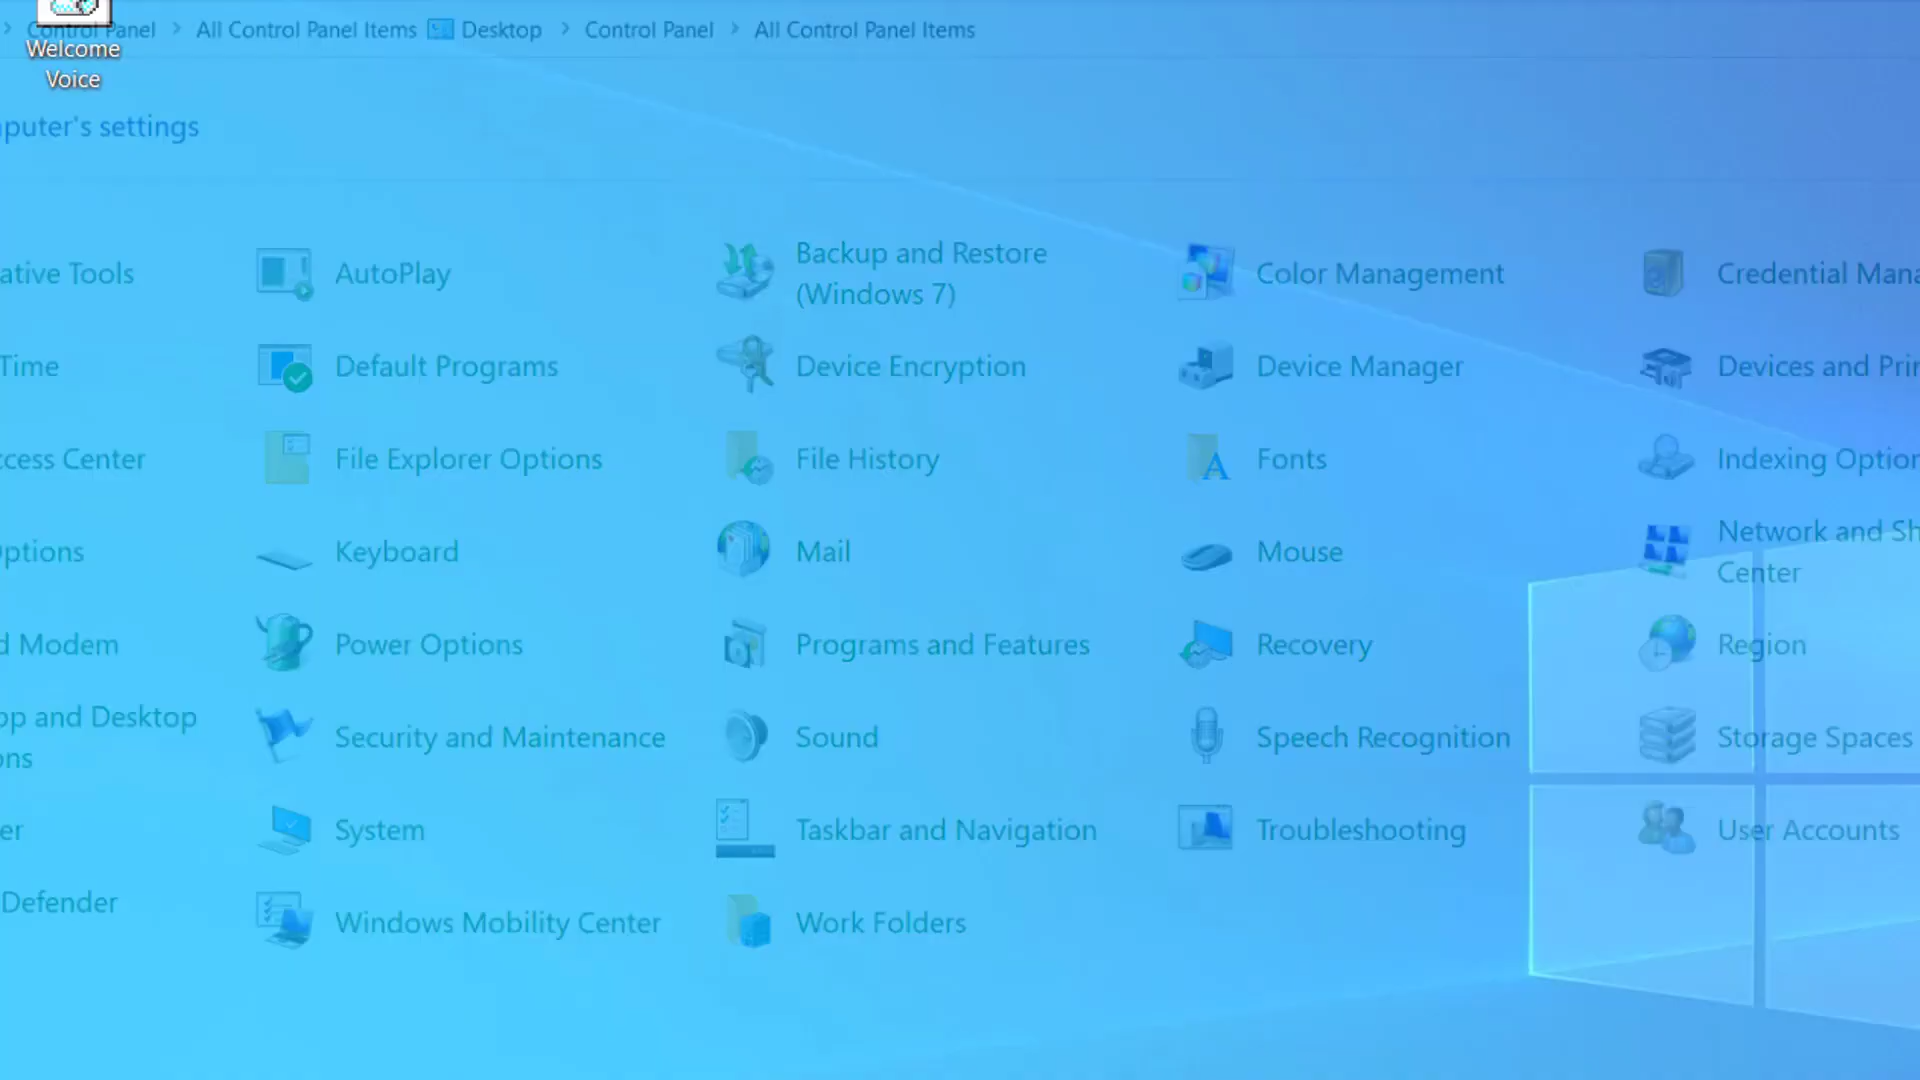 Control Panel > All Control Panel Items Desktop > Control Panel > All Control Panel Items
Welcome
Voice
puter's settings
ative Tools
AutoPlay
Backup and Restore
(Windows 7)
Color Management
Credential Mana
Time
Default Programs
Device Encryption
Device Manager
Devices and Prin
ccess Center
File Explorer Options
File History
Fonts
Indexing Option
Options
Keyboard
Mail
Mouse
Network and Sh
Center
d Modem
Power Options
Programs and Features
Recovery
Region
op and Desktop
ons
Security and Maintenance
Sound
Speech Recognition
Storage Spaces
er
System
Taskbar and Navigation
Troubleshooting
User Accounts
Defender
Windows Mobility Center
Work Folders